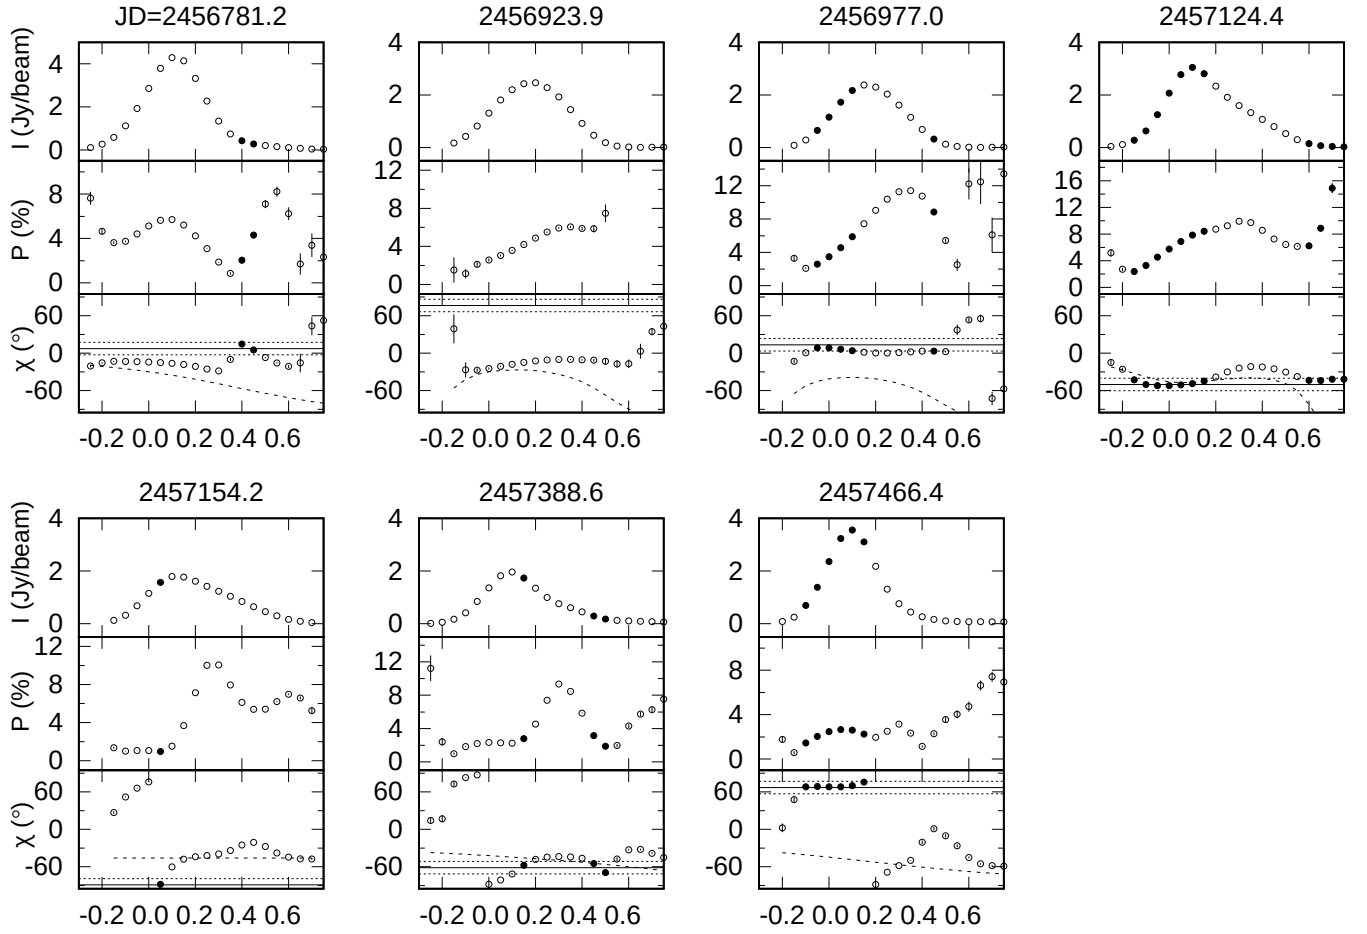 JD=2456781.2 2456923.9 2456977.0 2457124.4
I (Jy/beam) 4 2 0 4 2 0 4 2 0 4 2 0
P (%) 8 4 0 12 8 4 0 12 8 4 0 16 12 8 4 0
χ (°) 60 0 -60 60 0 -60 60 0 -60 60 0 -60
-0.2 0.0 0.2 0.4 0.6 -0.2 0.0 0.2 0.4 0.6 -0.2 0.0 0.2 0.4 0.6 -0.2 0.0 0.2 0.4 0.6
2457154.2 2457388.6 2457466.4
I (Jy/beam) 4 2 0 4 2 0 4 2 0
P (%) 12 8 4 0 12 8 4 0 8 4 0
χ (°) 60 0 -60 60 0 -60 60 0 -60
-0.2 0.0 0.2 0.4 0.6 -0.2 0.0 0.2 0.4 0.6 -0.2 0.0 0.2 0.4 0.6